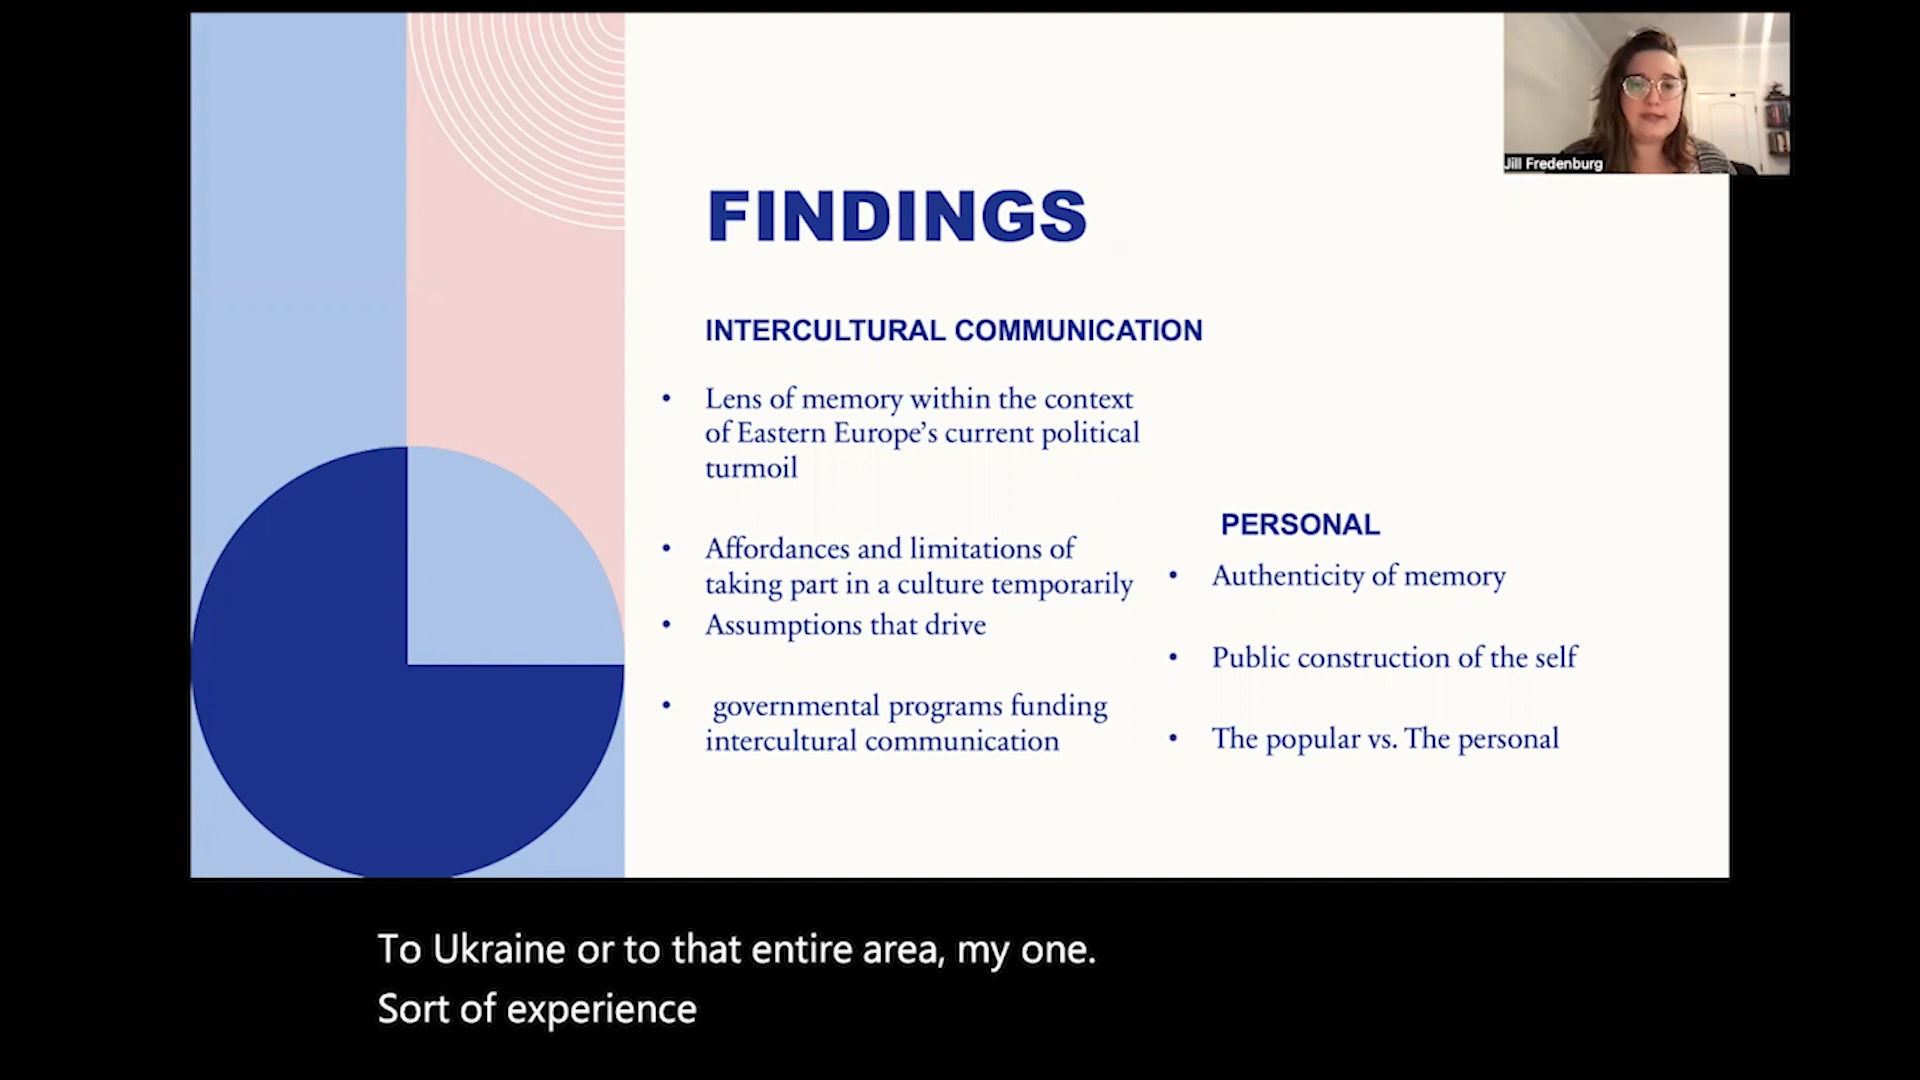 Jill Fredenburg
FINDINGS
INTERCULTURAL COMMUNICATION
• Lens of memory within the context
of Eastern Europe’s current political
turmoil
• Affordances and limitations of
taking part in a culture temporarily
• Assumptions that drive
• governmental programs funding
intercultural communication
PERSONAL
• Authenticity of memory
• Public construction of the self
• The popular vs. The personal
To Ukraine or to that entire area, my one.
Sort of experience